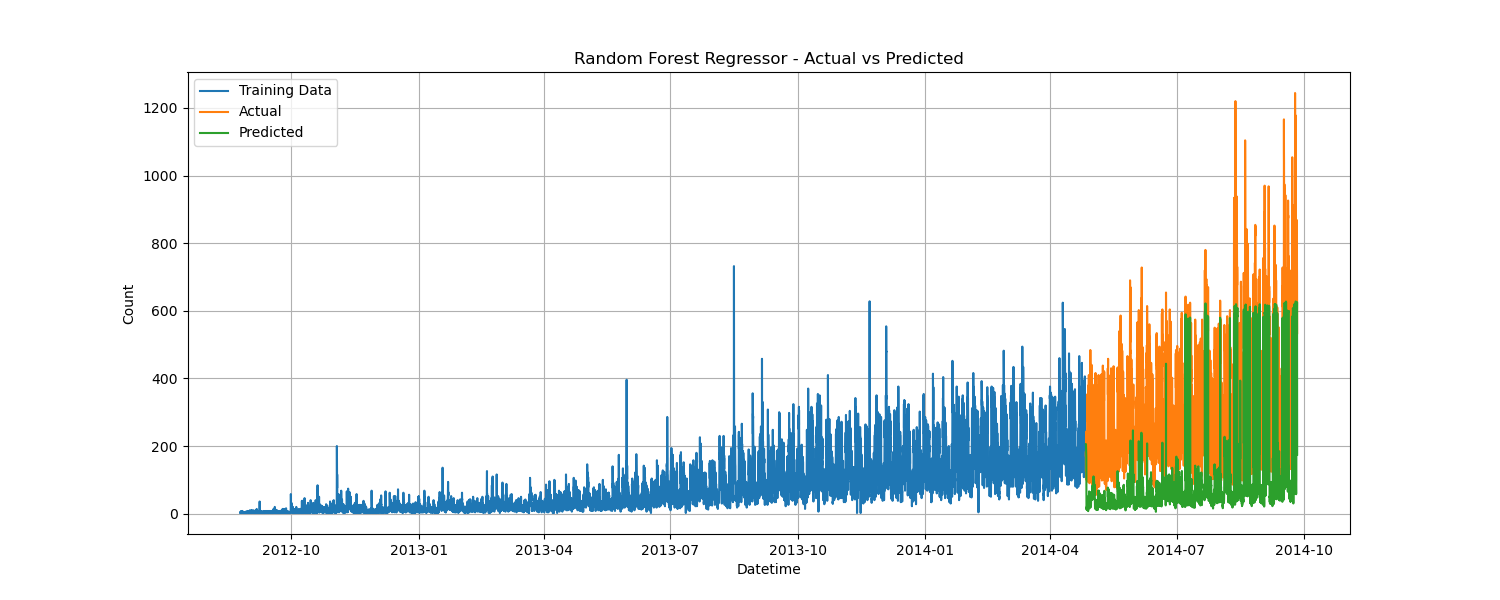 Random Forest Regressor - Actual vs Predicted
Training Data
Actual
Predicted
Count
1200
1000
800
600
400
200
0
2012-10
2013-01
2013-04
2013-07
2013-10
2014-01
2014-04
2014-07
2014-10
Datetime